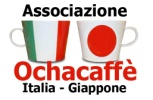 Associazione
Ochacaffè
Italia - Giappone